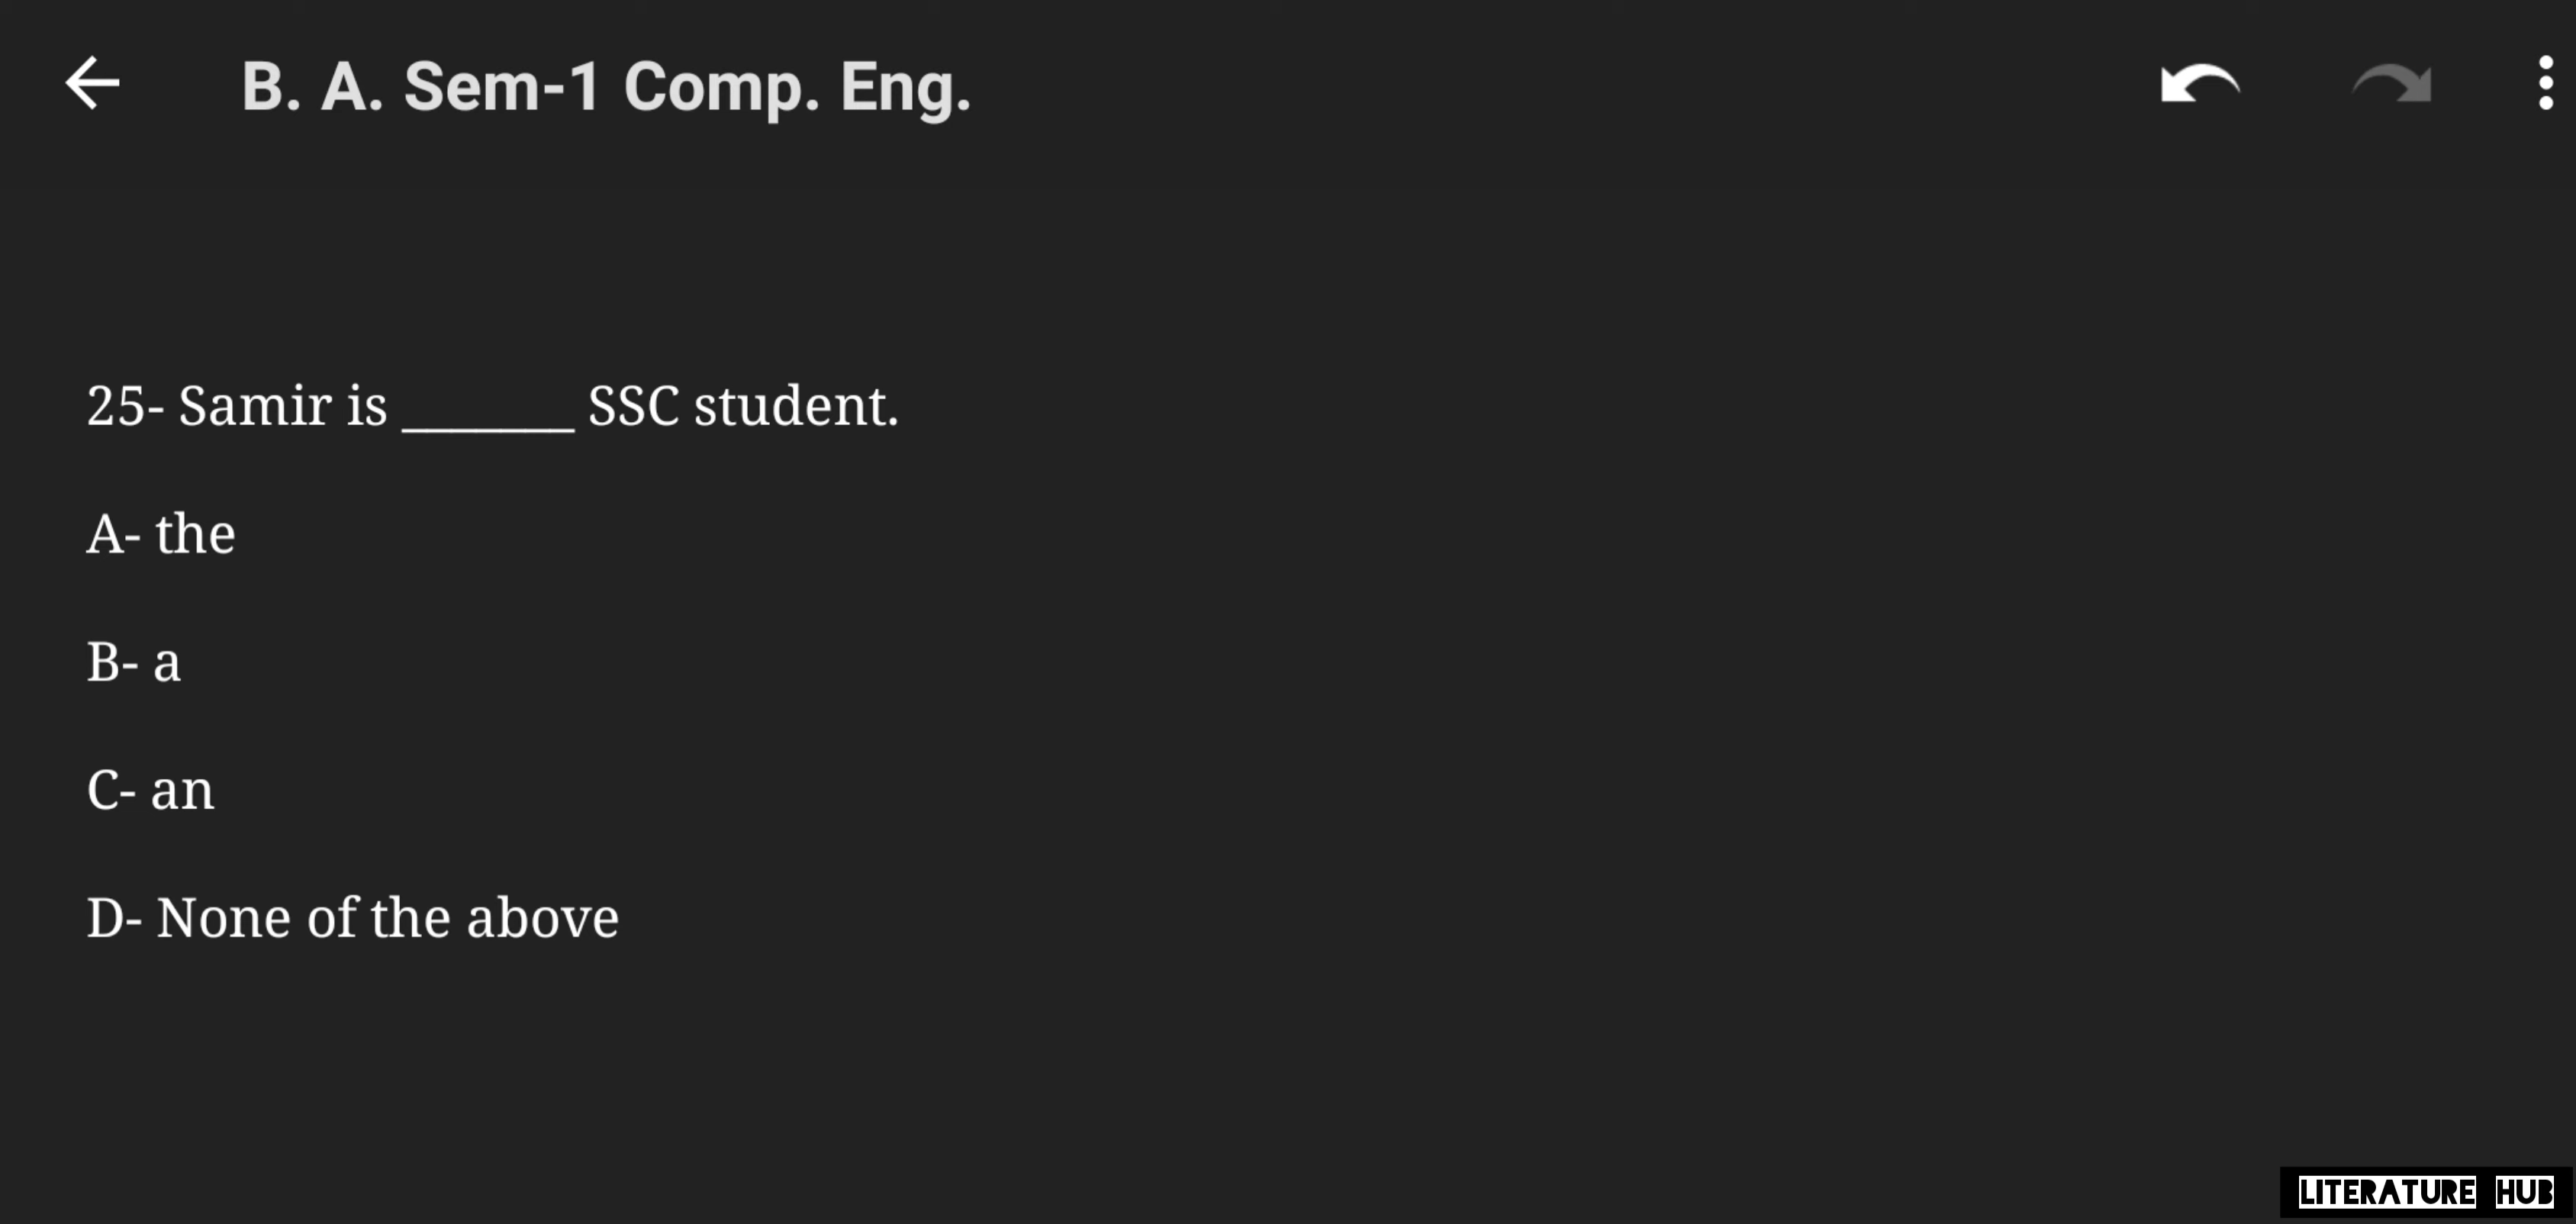 B. A. Sem-1 Comp. Eng.
25- Samir is _______ SSC student.
A- the
B- a
C- an
D- None of the above
LITERATURE HUB